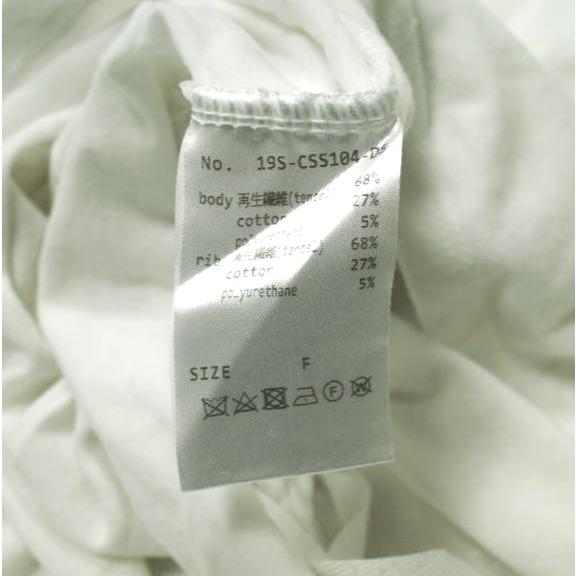 No. 19S-CSS104-D
68%
body 再生繊維(tencel 27%
cotton 5%
polyurethane
rib 再生繊維(tencel) 68%
cotton 27%
polyurethane 5%
SIZE F
F W